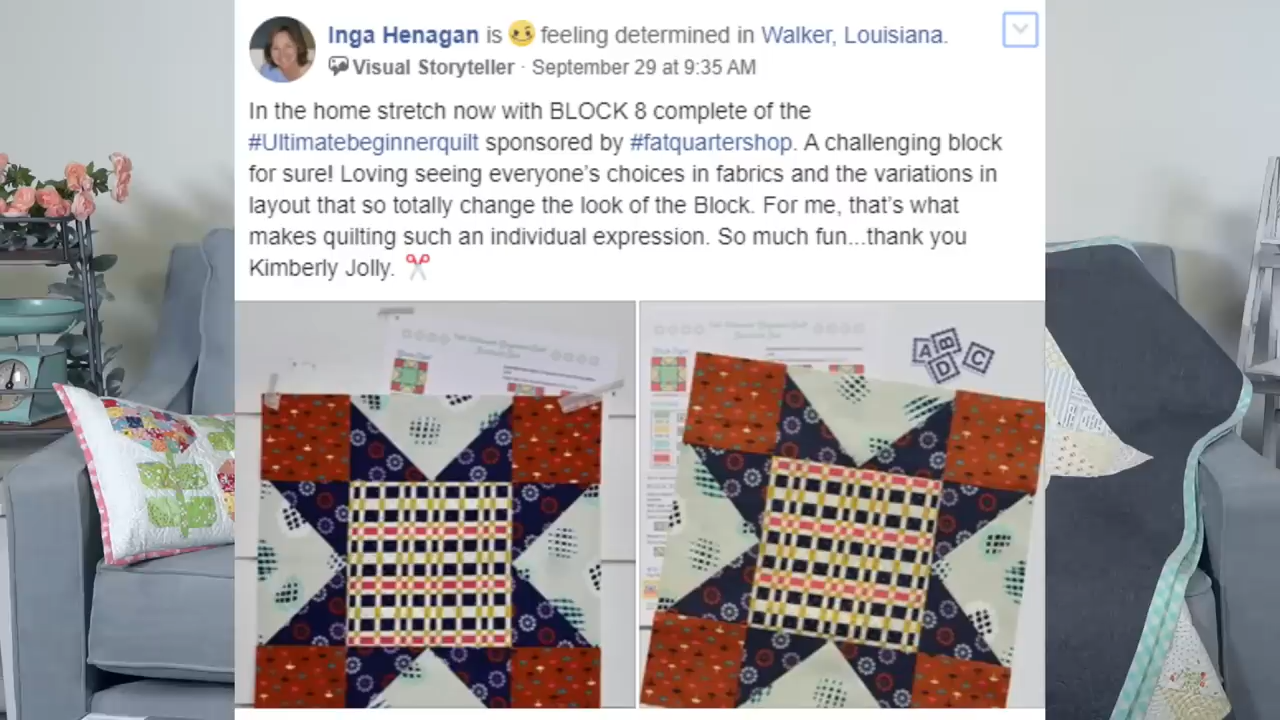 Inga Henagan is feeling determined in Walker, Louisiana.
Visual Storyteller · September 29 at 9:35 AM
In the home stretch now with BLOCK 8 complete of the
#Ultimatebeginnerquilt sponsored by #fatquartershop. A challenging block
for sure! Loving seeing everyone’s choices in fabrics and the variations in
layout that so totally change the look of the Block. For me, that’s what
makes quilting such an individual expression. So much fun...thank you
Kimberly Jolly.
A B C D